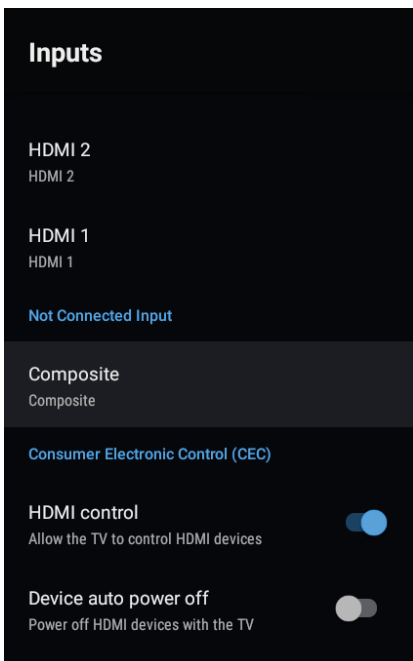 Inputs
HDMI 2
HDMI 2
HDMI 1
HDMI 1
Not Connected Input
Composite
Composite
Consumer Electronic Control (CEC)
HDMI control
Allow the TV to control HDMI devices
Device auto power off
Power off HDMI devices with the TV